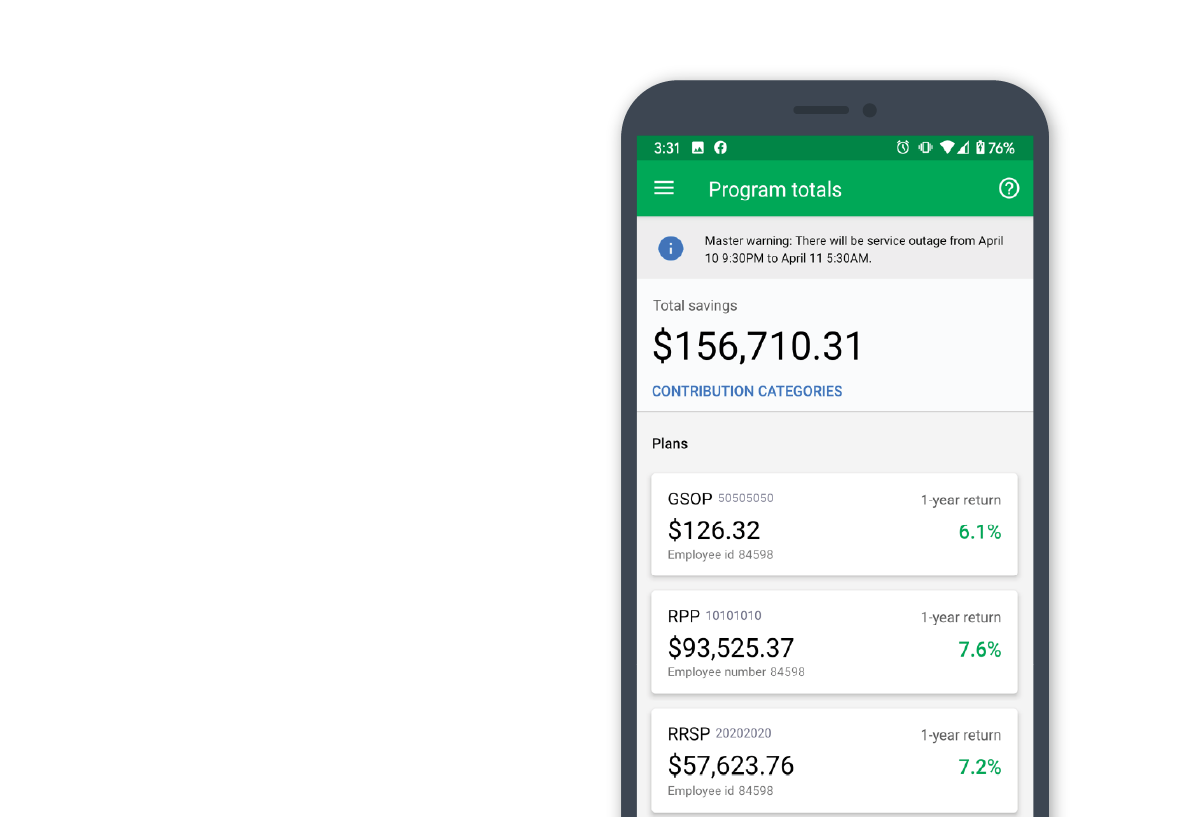 3:31 76%
Program totals
Master warning: There will be service outage from April
10 9:30PM to April 11 5:30AM.
Total savings
$156,710.31
CONTRIBUTION CATEGORIES
Plans
GSOP 50505050 1-year return
$126.32 6.1%
Employee id 84598
RPP 10101010 1-year return
$93,525.37 7.6%
Employee number 84598
RRSP 20202020 1-year return
$57,623.76 7.2%
Employee id 84598